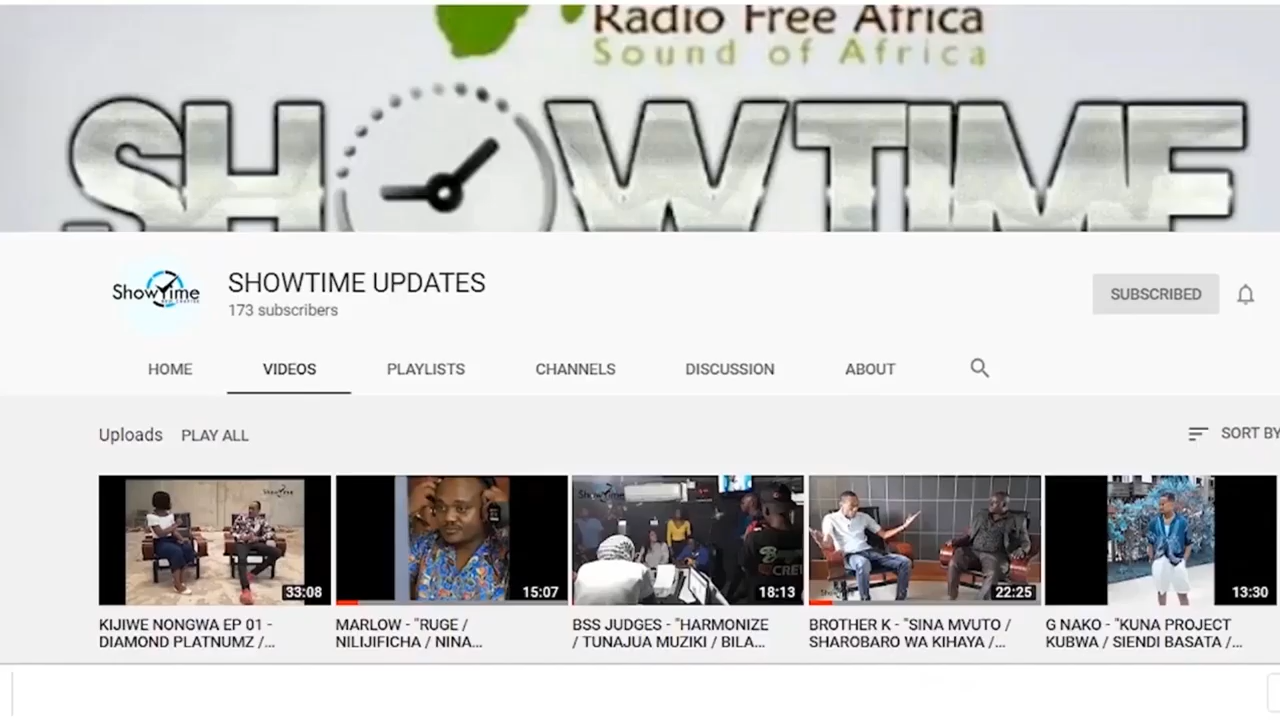 Radio Free Africa
Sound of Africa
SHOWTIME
ShowTime
SHOWTIME UPDATES
173 subscribers
SUBSCRIBED
HOME VIDEOS PLAYLISTS CHANNELS DISCUSSION ABOUT
Uploads PLAY ALL
SORT BY
ShowTime
ShowTime
33:08 15:07 18:13 22:25 13:30
KIJIWE NONGWA EP 01 -
DIAMOND PLATNUMZ /...
MARLOW - "RUGE /
NILIJIFICHA / NINA...
BSS JUDGES - "HARMONIZE
/ TUNAJUA MUZIKI / BILA...
BROTHER K - "SINA MVUTO /
SHAROBARO WA KIHAYA /...
G NAKO - "KUNA PROJECT
KUBWA / SIENDI BASATA /...